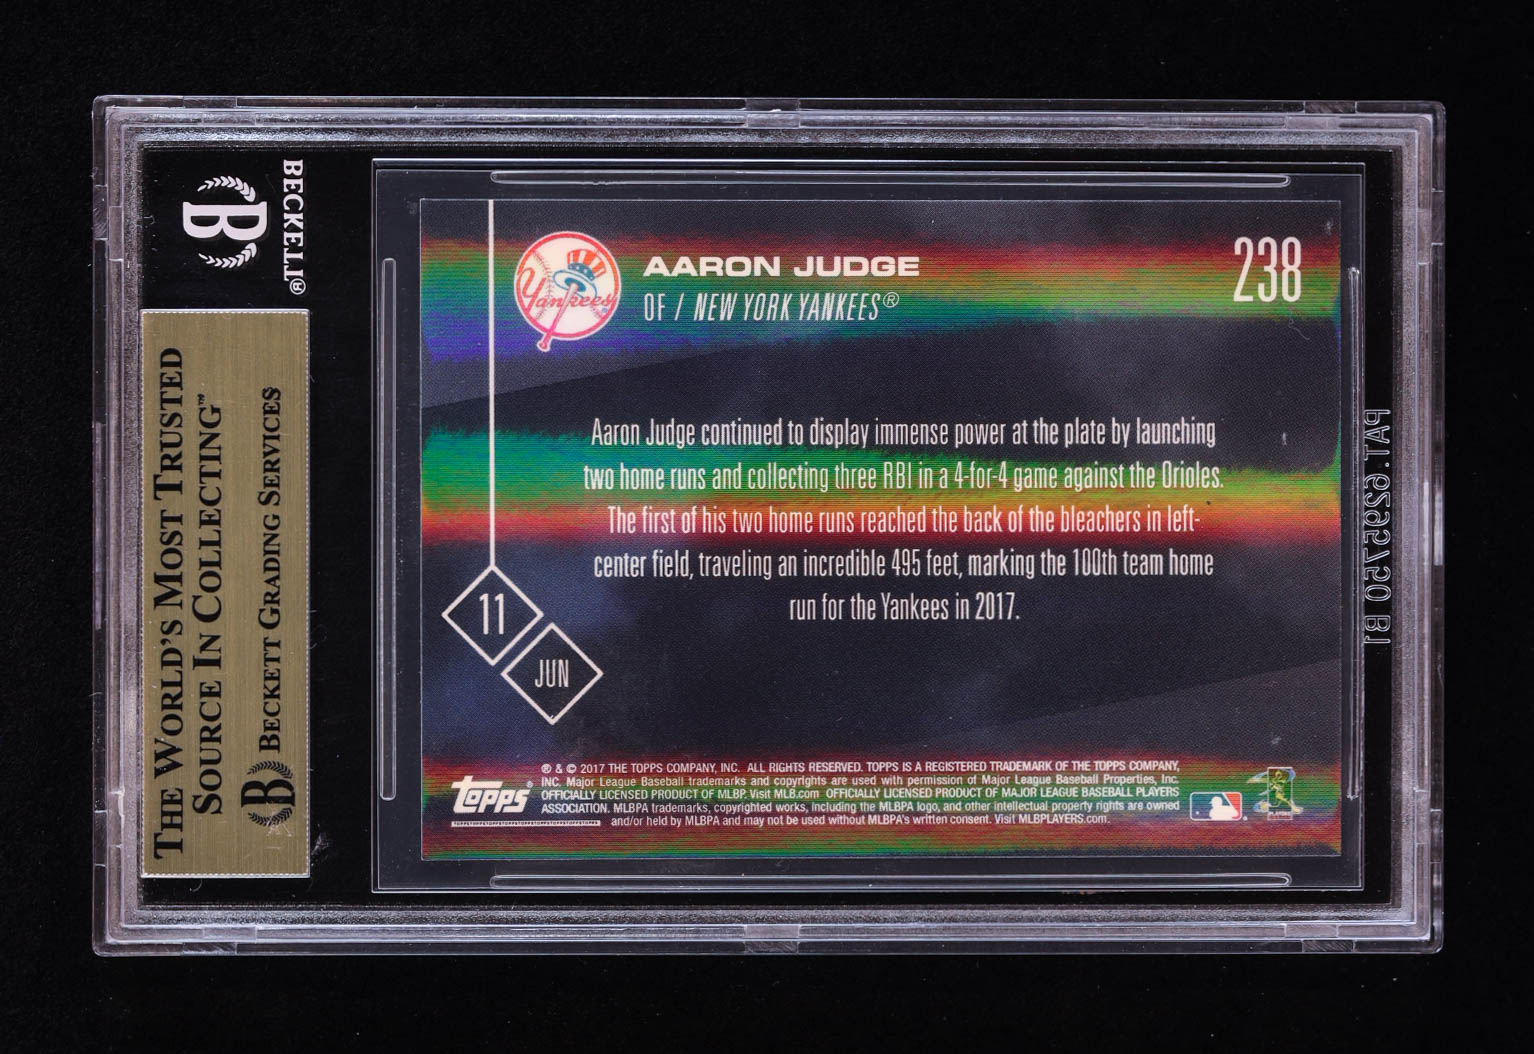 BECKETT®
B
THE WORLD'S MOST TRUSTED
SOURCE IN COLLECTING™
B BECKETT GRADING SERVICES
Yankees
AARON JUDGE
OF / NEW YORK YANKEES®
238
Aaron Judge continued to display immense power at the plate by launching
two home runs and collecting three RBI in a 4-for-4 game against the Orioles.
The first of his two home runs reached the back of the bleachers in left-
center field, traveling an incredible 495 feet, marking the 100th team home
run for the Yankees in 2017.
11
JUN
TOPPS®
® & © 2017 THE TOPPS COMPANY, INC. ALL RIGHTS RESERVED. TOPPS IS A REGISTERED TRADEMARK OF THE TOPPS COMPANY,
INC. Major League Baseball trademarks and copyrights are used with permission of Major League Baseball Properties, Inc.
OFFICIALLY LICENSED PRODUCT OF MLBP. Visit MLB.com OFFICIALLY LICENSED PRODUCT OF MAJOR LEAGUE BASEBALL PLAYERS
ASSOCIATION. MLBPA trademarks, copyrighted works, including the MLBPA logo, and other intellectual property rights are owned
and/or held by MLBPA and may not be used without MLBPA's written consent. Visit MLBPLAYERS.com.
PLAYERS
PAT. 6295750 B1